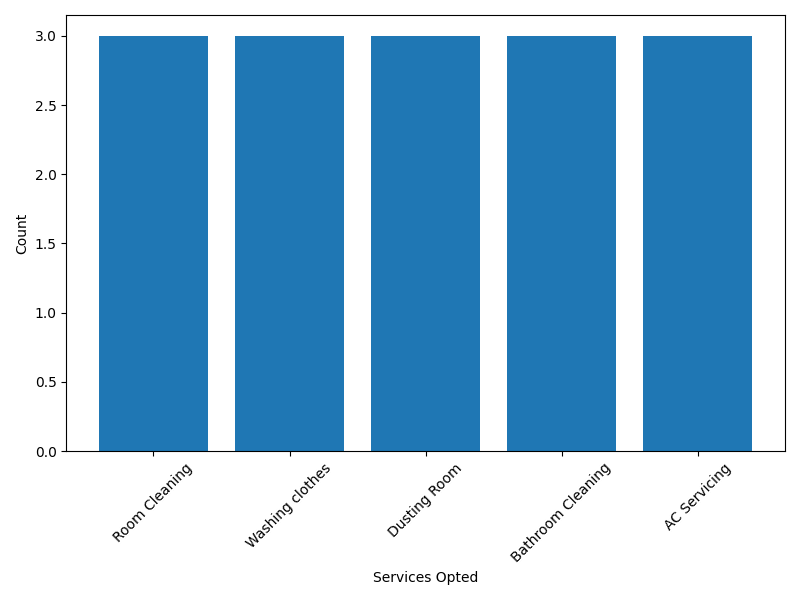 3.0
2.5
2.0
1.5
1.0
0.5
0.0
Count
Room Cleaning
Washing clothes
Dusting Room
Bathroom Cleaning
AC Servicing
Services Opted